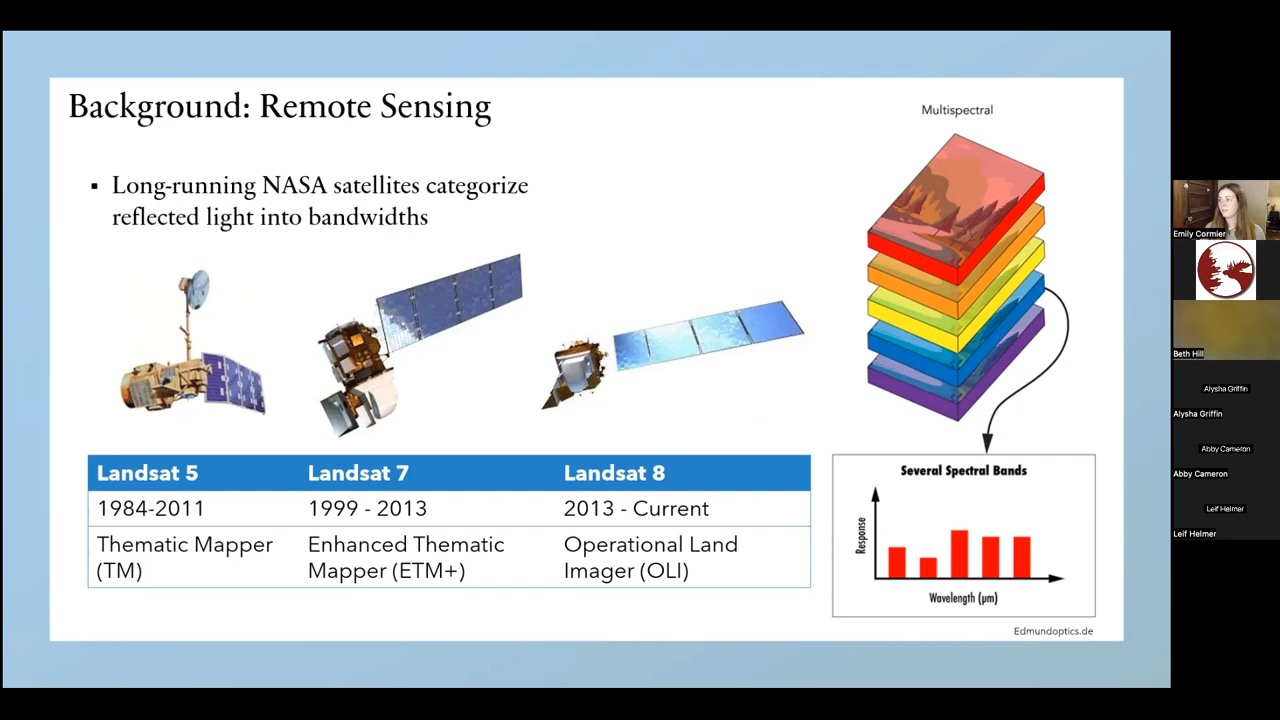 Background: Remote Sensing
▪ Long-running NASA satellites categorize
reflected light into bandwidths
Landsat 5
Landsat 7
Landsat 8
1984-2011
1999 - 2013
2013 - Current
Thematic Mapper
(TM)
Enhanced Thematic
Mapper (ETM+)
Operational Land
Imager (OLI)
Multispectral
Several Spectral Bands
Response
Wavelength (µm)
Edmundoptics.de
Emily Cormier
Beth Hill
Alysha Griffin
Alysha Griffin
Abby Cameron
Abby Cameron
Leif Helmer
Leif Helmer